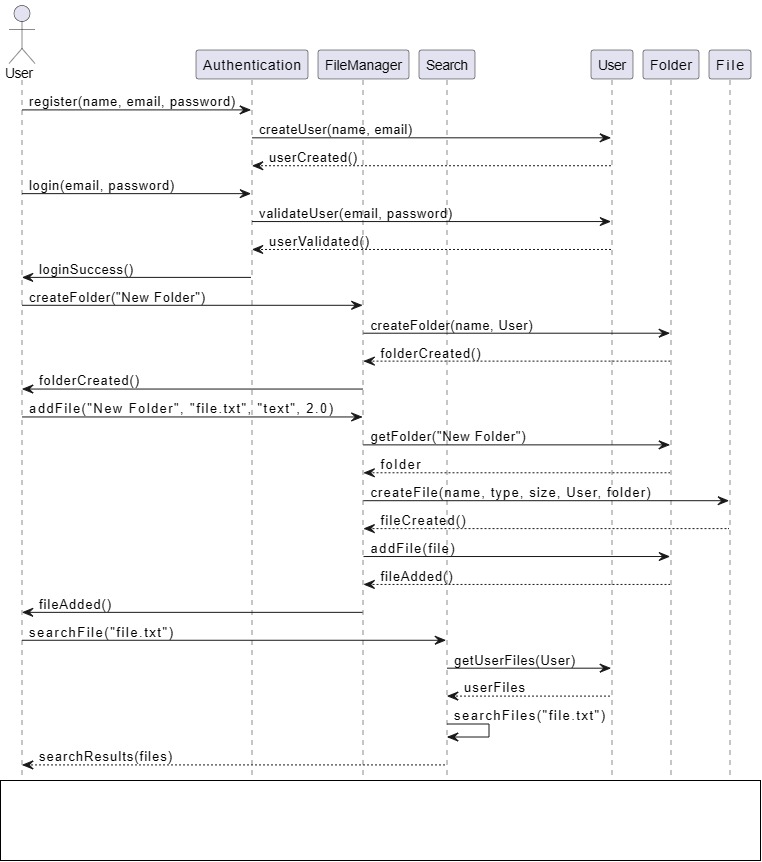 User
Authentication
FileManager
Search
User
Folder
File
register(name, email, password)
createUser(name, email)
userCreated()
login(email, password)
validateUser(email, password)
userValidated()
loginSuccess()
createFolder("New Folder")
createFolder(name, User)
folderCreated()
folderCreated()
addFile("New Folder", "file.txt", "text", 2.0)
getFolder("New Folder")
folder
createFile(name, type, size, User, folder)
fileCreated()
addFile(file)
fileAdded()
fileAdded()
searchFile("file.txt")
getUserFiles(User)
userFiles
searchFiles("file.txt")
searchResults(files)